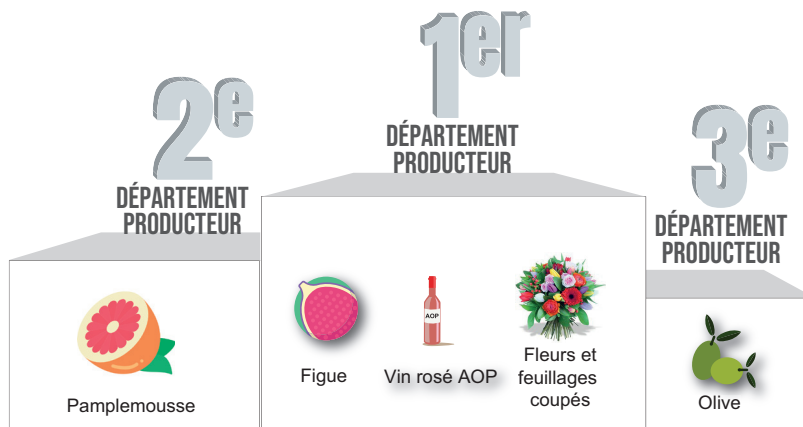 2e
DÉPARTEMENT
PRODUCTEUR
Pamplemousse
1er
DÉPARTEMENT
PRODUCTEUR
Figue
AOP
Vin rosé AOP
Fleurs et
feuillages
coupés
3e
DÉPARTEMENT
PRODUCTEUR
Olive